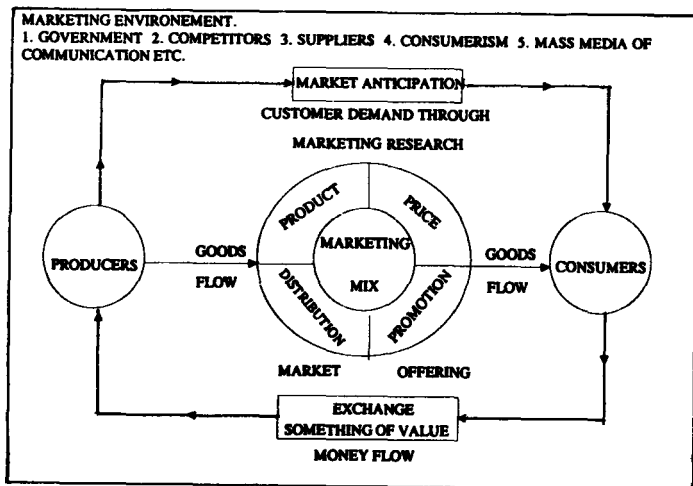 MARKETING ENVIRONEMENT.
1. GOVERNMENT 2. COMPETITORS 3. SUPPLIERS 4. CONSUMERISM 5. MASS MEDIA OF
COMMUNICATION ETC.
MARKET ANTICIPATION
CUSTOMER DEMAND THROUGH
MARKETING RESEARCH
PRODUCT
PRICE
PRODUCERS
GOODS
FLOW
MARKETING
MIX
GOODS
FLOW
CONSUMERS
DISTRIBUTION
PROMOTION
MARKET OFFERING
EXCHANGE
SOMETHING OF VALUE
MONEY FLOW